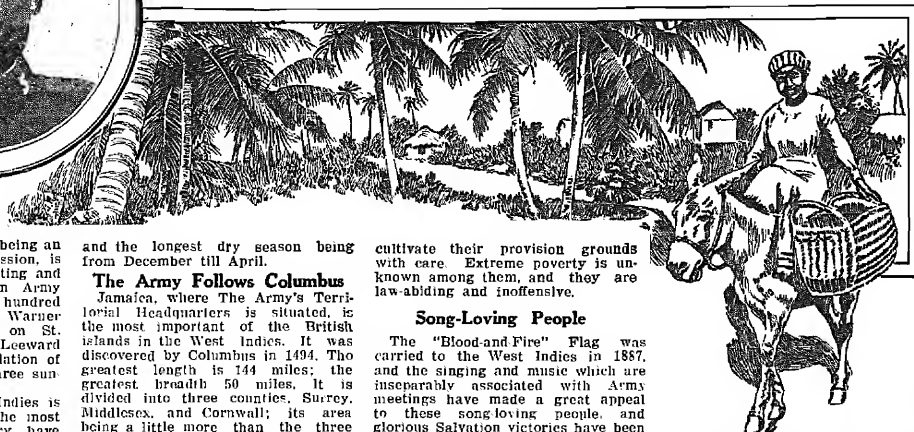 being an
ssion, is
ting and
n Army
hundred
Warner
on St.
Leeward
lation of
ree sun-
Indies is
he most
ry have
and the longest dry season being
from December till April.
The Army Follows Columbus
Jamaica, where The Army's Terri-
torial Headquarters is situated, is
the most important of the British
islands in the West Indies. It was
discovered by Columbus in 1494. The
greatest length is 144 miles; the
greatest breadth 50 miles. It is
divided into three counties, Surrey,
Middlesex, and Cornwall; its area
being a little more than the three
cultivate their provision grounds
with care. Extreme poverty is un-
known among them, and they are
law-abiding and inoffensive.
Song-Loving People
The "Blood-and-Fire" Flag was
carried to the West Indies in 1887,
and the singing and music which are
inseparably associated with Army
meetings have made a great appeal
to these song-loving people, and
glorious Salvation victories have been